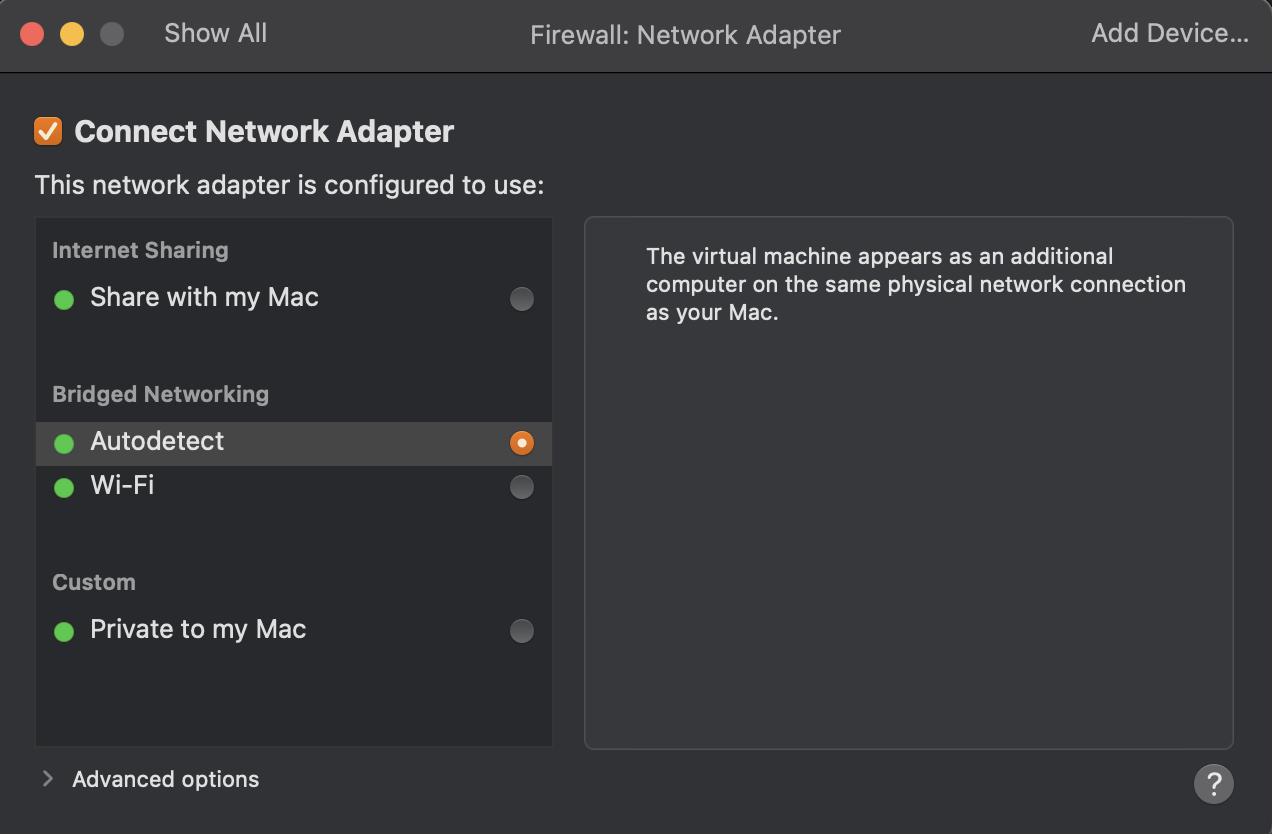 Show All
Firewall: Network Adapter
Add Device...
Connect Network Adapter
This network adapter is configured to use:
Internet Sharing
Share with my Mac
Bridged Networking
Autodetect
Wi-Fi
Custom
Private to my Mac
The virtual machine appears as an additional
computer on the same physical network connection
as your Mac.
Advanced options
?